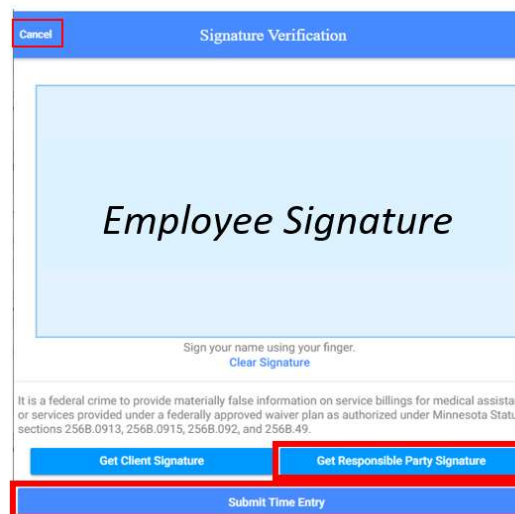 Cancel
Signature Verification
Employee Signature
Sign your name using your finger.
Clear Signature
It is a federal crime to provide materially false information on service billings for medical
or services provided under a federally approved waiver plan as authorized under Minnesota
sections 256B.0913, 256B.0915, 256B.092, and 256B.49.
Get Client Signature
Get Responsible Party Signature
Submit Time Entry